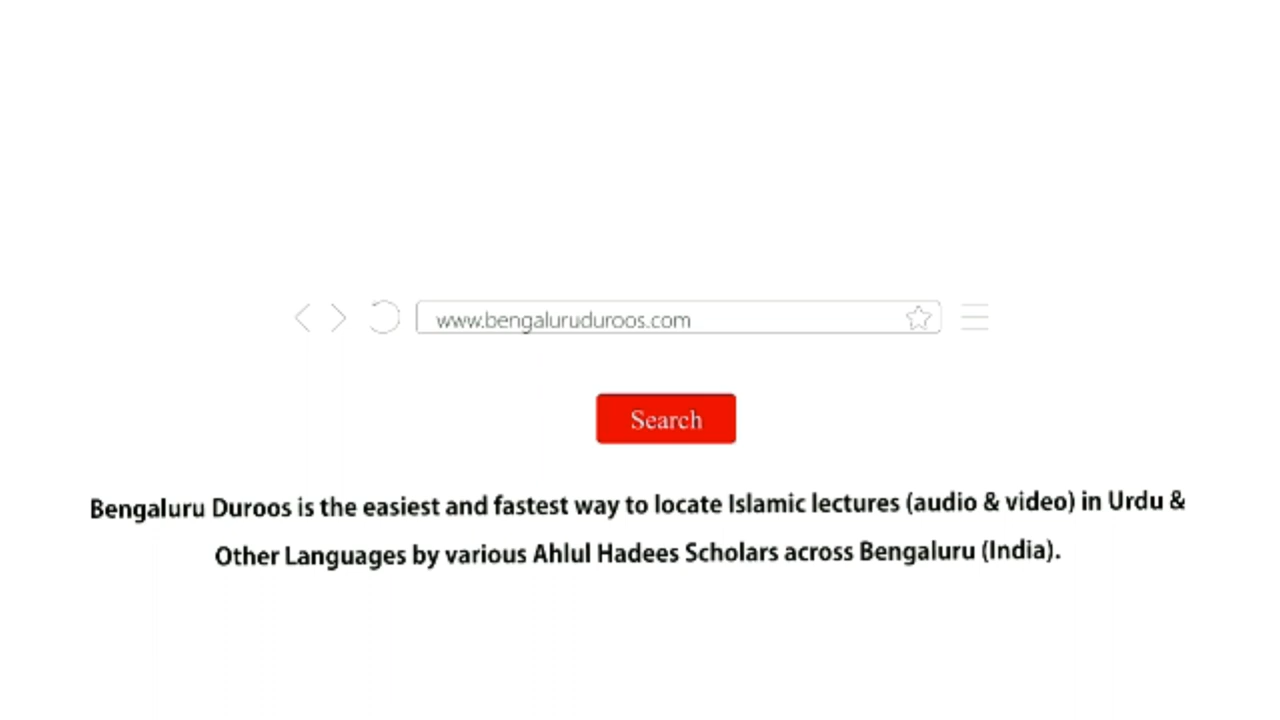 www.bengaluruduroos.com
Search
Bengaluru Duroos is the easiest and fastest way to locate Islamic lectures (audio & video) in Urdu &
Other Languages by various Ahlul Hadees Scholars across Bengaluru (India).